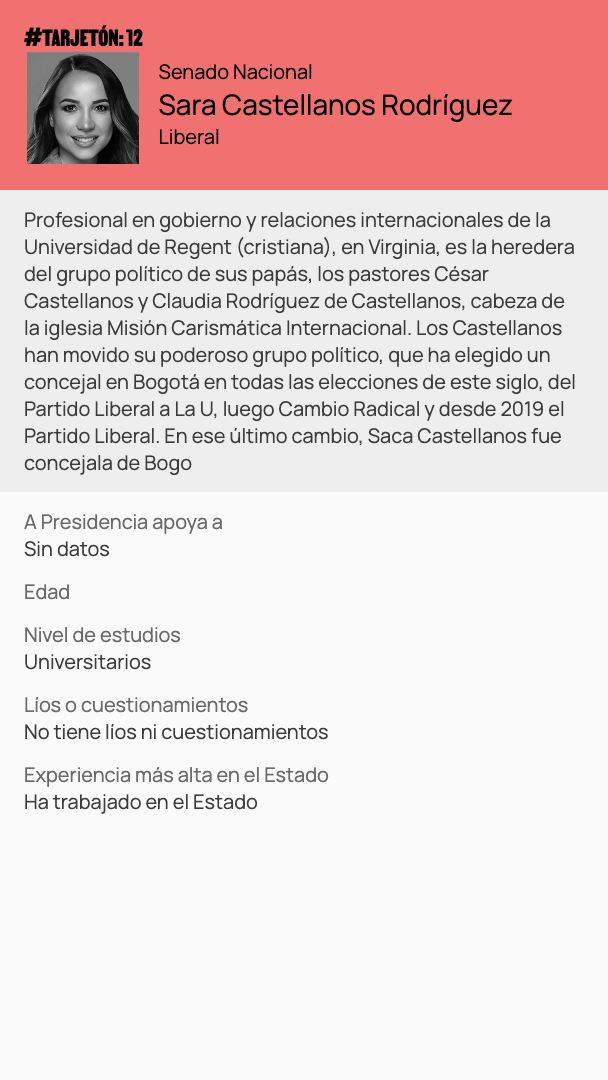 #TARJETÓN: 12
Senado Nacional
Sara Castellanos Rodríguez
Liberal
Profesional en gobierno y relaciones internacionales de la
Universidad de Regent (cristiana), en Virginia, es la heredera
del grupo político de sus papás, los pastores César
Castellanos y Claudia Rodríguez de Castellanos, cabeza de
la iglesia Misión Carismática Internacional. Los Castellanos
han movido su poderoso grupo político, que ha elegido un
concejal en Bogotá en todas las elecciones de este siglo, del
Partido Liberal a La U, luego Cambio Radical y desde 2019 el
Partido Liberal. En ese último cambio, Saca Castellanos fue
concejala de Bogo
A Presidencia apoya a
Sin datos
Edad
Nivel de estudios
Universitarios
Líos o cuestionamientos
No tiene líos ni cuestionamientos
Experiencia más alta en el Estado
Ha trabajado en el Estado